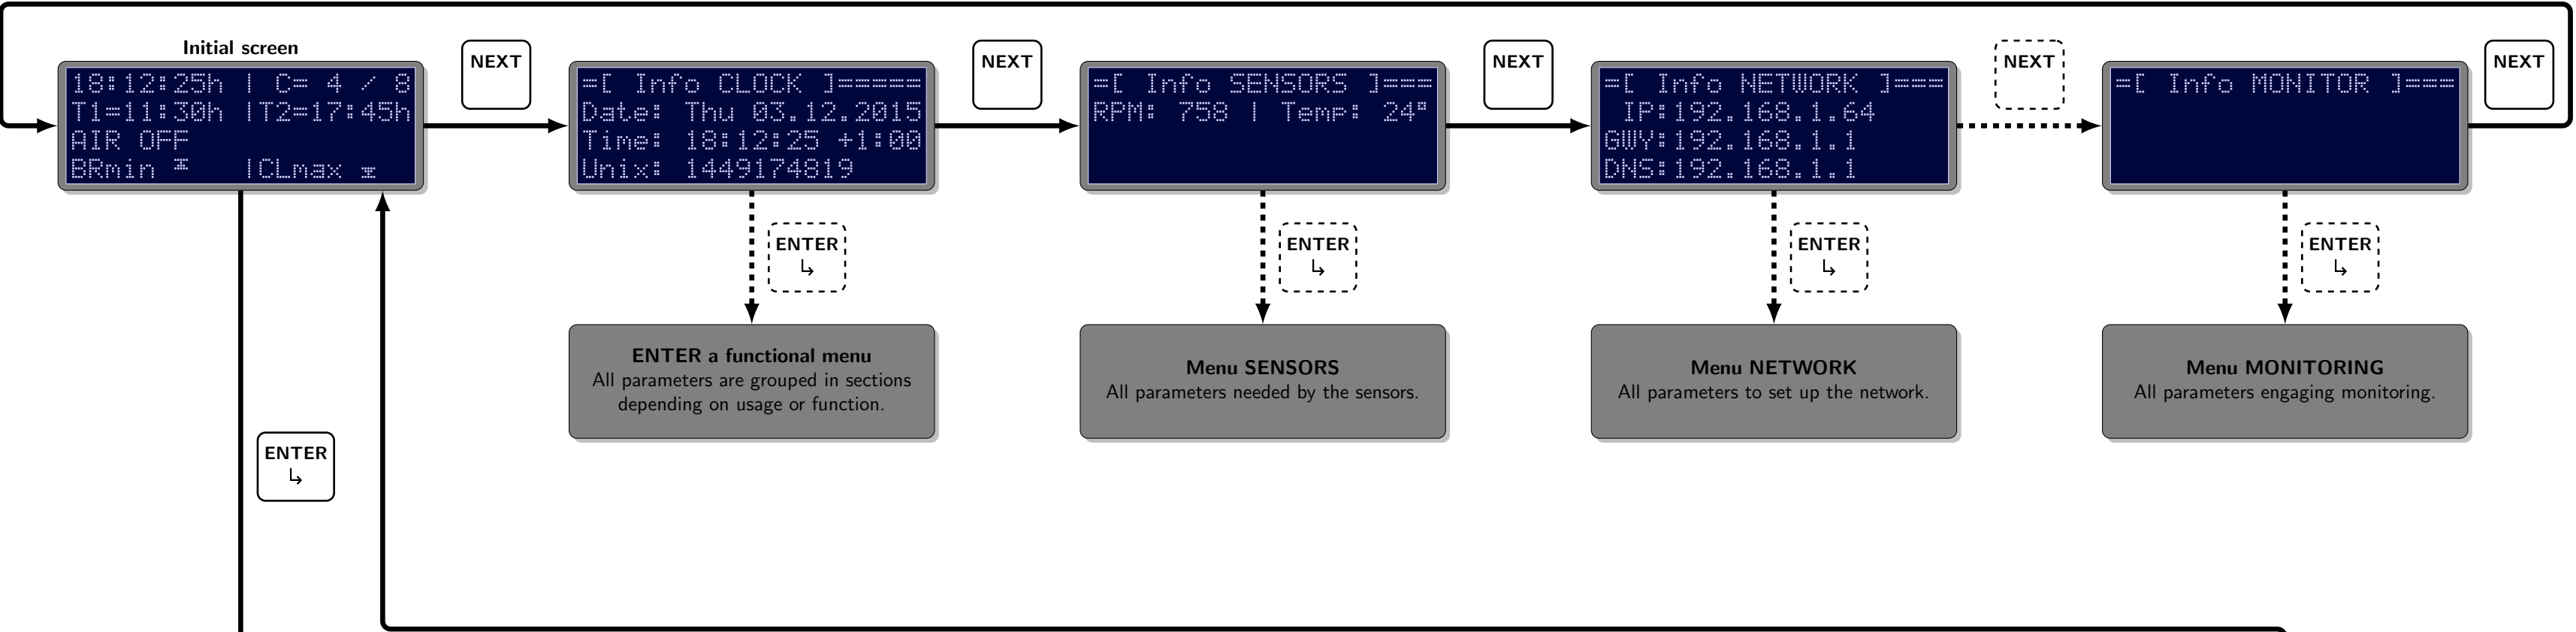 Initial screen
18:12:25h | C= 4 / 8
T1=11:30h |T2=17:45h
AIR OFF
BRmin |CLmax
NEXT
=[ Info CLOCK ]=====
Date: Thu 03.12.2015
Time: 18:12:25 +1:00
Unix: 1449174819
NEXT
=[ Info SENSORS ]===
RPM: 758 | Temp: 24°
NEXT
=[ Info NETWORK ]===
IP:192.168.1.64
GWY:192.168.1.1
DNS:192.168.1.1
NEXT
=[ Info MONITOR ]===
NEXT
ENTER
↳
ENTER
↳
ENTER
↳
ENTER
↳
ENTER a functional menu
All parameters are grouped in sections
depending on usage or function.
Menu SENSORS
All parameters needed by the sensors.
Menu NETWORK
All parameters to set up the network.
Menu MONITORING
All parameters engaging monitoring.
ENTER
↳